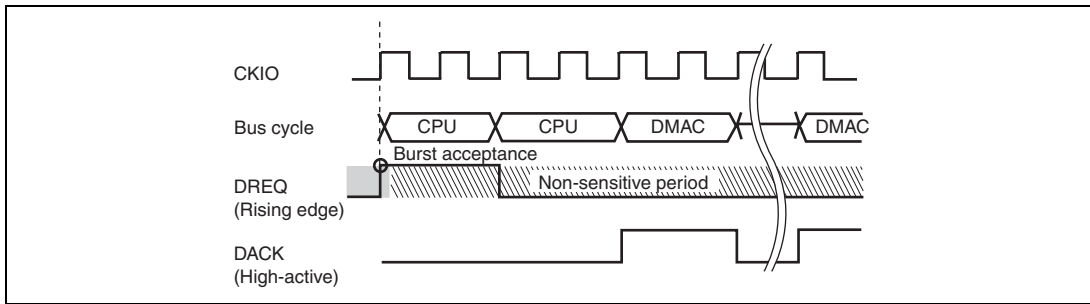 CKIO
Bus cycle
CPU
CPU
DMAC
DMAC
Burst acceptance
DREQ
(Rising edge)
Non-sensitive period
DACK
(High-active)